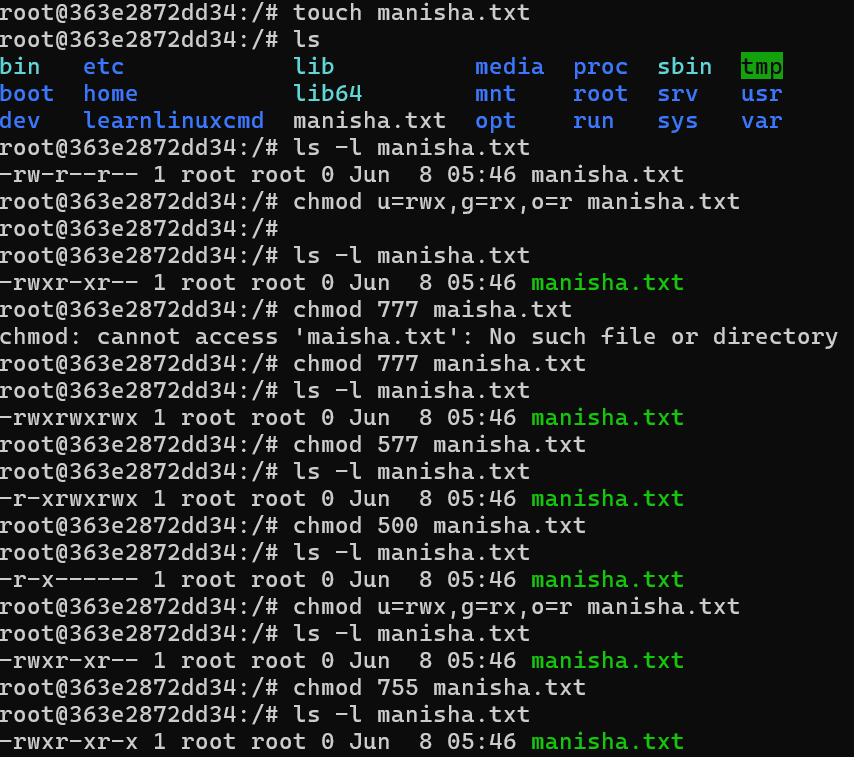 root@363e2872dd34:/# touch manisha.txt
root@363e2872dd34:/# ls
bin   etc            lib          media  proc  sbin  tmp
boot  home           lib64        mnt    root  srv   usr
dev   learnlinuxcmd  manisha.txt  opt    run   sys   var
root@363e2872dd34:/# ls -l manisha.txt
-rw-r--r-- 1 root root 0 Jun  8 05:46 manisha.txt
root@363e2872dd34:/# chmod u=rwx,g=rx,o=r manisha.txt
root@363e2872dd34:/#
root@363e2872dd34:/# ls -l manisha.txt
-rwxr-xr-- 1 root root 0 Jun  8 05:46 manisha.txt
root@363e2872dd34:/# chmod 777 maisha.txt
chmod: cannot access 'maisha.txt': No such file or directory
root@363e2872dd34:/# chmod 777 manisha.txt
root@363e2872dd34:/# ls -l manisha.txt
-rwxrwxrwx 1 root root 0 Jun  8 05:46 manisha.txt
root@363e2872dd34:/# chmod 577 manisha.txt
root@363e2872dd34:/# ls -l manisha.txt
-r-xrwxrwx 1 root root 0 Jun  8 05:46 manisha.txt
root@363e2872dd34:/# chmod 500 manisha.txt
root@363e2872dd34:/# ls -l manisha.txt
-r-x------ 1 root root 0 Jun  8 05:46 manisha.txt
root@363e2872dd34:/# chmod u=rwx,g=rx,o=r manisha.txt
root@363e2872dd34:/# ls -l manisha.txt
-rwxr-xr-- 1 root root 0 Jun  8 05:46 manisha.txt
root@363e2872dd34:/# chmod 755 manisha.txt
root@363e2872dd34:/# ls -l manisha.txt
-rwxr-xr-x 1 root root 0 Jun  8 05:46 manisha.txt